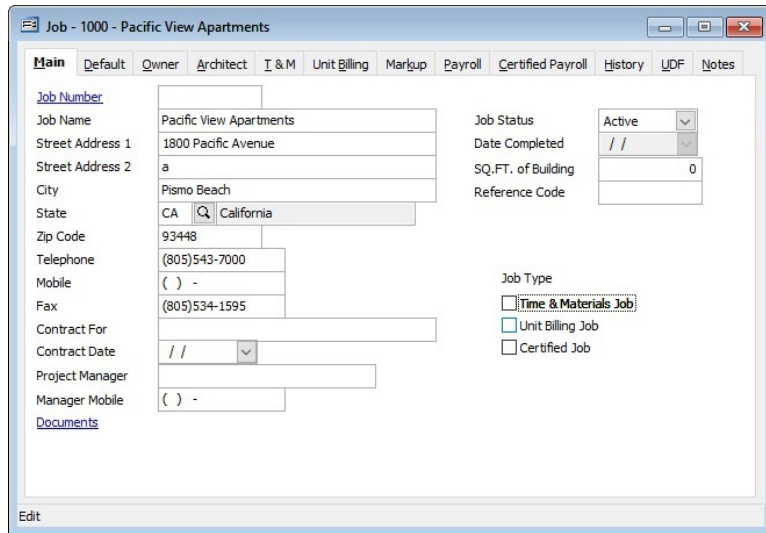 Job - 1000 - Pacific View Apartments
Main Default Owner Architect T & M Unit Billing Markup Payroll Certified Payroll History UDF Notes
Job Number
Job Name Pacific View Apartments Job Status Active
Street Address 1 1800 Pacific Avenue Date Completed / /
Street Address 2 a SQ.FT. of Building 0
City Pismo Beach Reference Code
State CA California
Zip Code 93448
Telephone (805)543-7000
Mobile ( ) - Job Type
Fax (805)534-1595 Time & Materials Job
Contract For Unit Billing Job
Contract Date / / Certified Job
Project Manager
Manager Mobile ( ) -
Documents
Edit